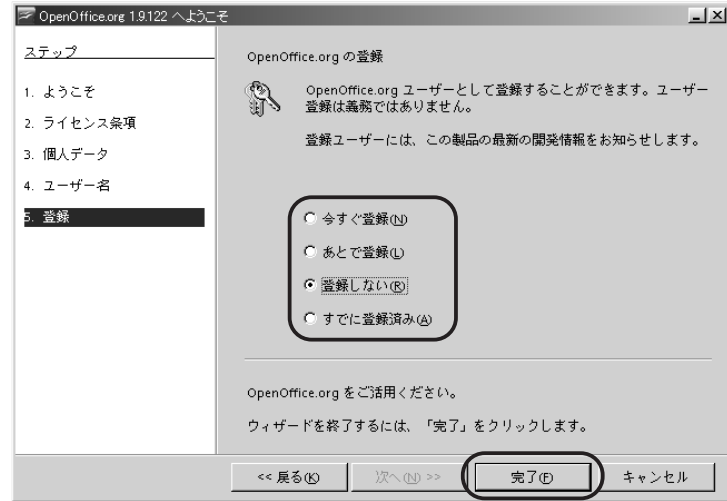 OpenOffice.org 1.9.122 へようこそ
ステップ
1. ようこそ
2. ライセンス条項
3. 個人データ
4. ユーザー名
5. 登録
OpenOffice.org の登録
OpenOffice.org ユーザーとして登録することができます。ユーザー
登録は義務ではありません。
登録ユーザーには、この製品の最新の開発情報をお知らせします。
今すぐ登録(N)
あとで登録(L)
登録しない(R)
すでに登録済み(A)
OpenOffice.org をご活用ください。
ウィザードを終了するには、「完了」をクリックします。
<< 戻る(K)
次へ(N) >>
完了(F)
キャンセル